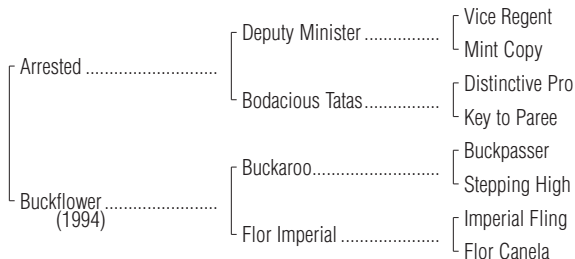 Vice Regent
Deputy Minister .................
Mint Copy
Arrested ..............................
Distinctive Pro
Bodacious Tatas.................
Key to Paree
Buckpasser
Buckaroo.............................
Stepping High
Buckflower .........................
(1994)
Imperial Fling
Flor Imperial ......................
Flor Canela